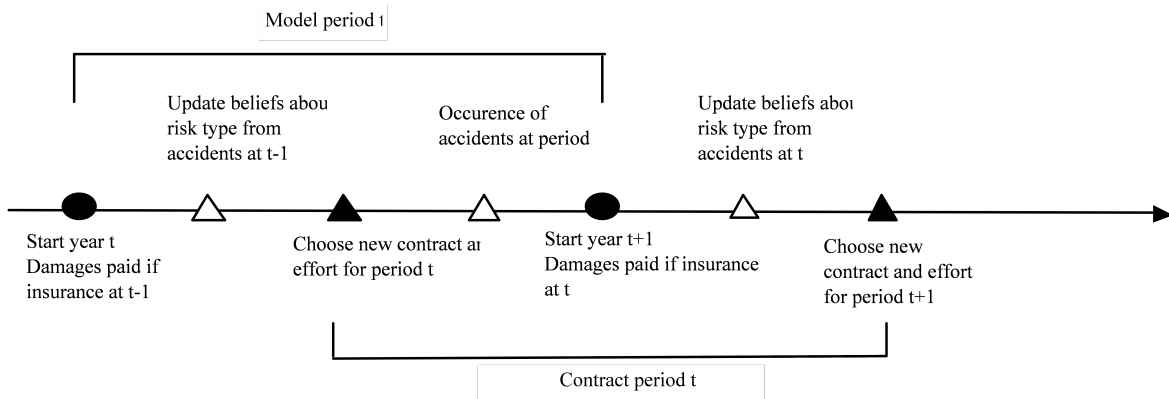 Model period t
Update beliefs abou
risk type from
accidents at t-1
Occurence of
accidents at period
Update beliefs abou
risk type from
accidents at t
Start year t
Damages paid if
insurance at t-1
Choose new contract an
effort for period t
Start year t+1
Damages paid if insurance
at t
Choose new
contract and effort
for period t+1
Contract period t